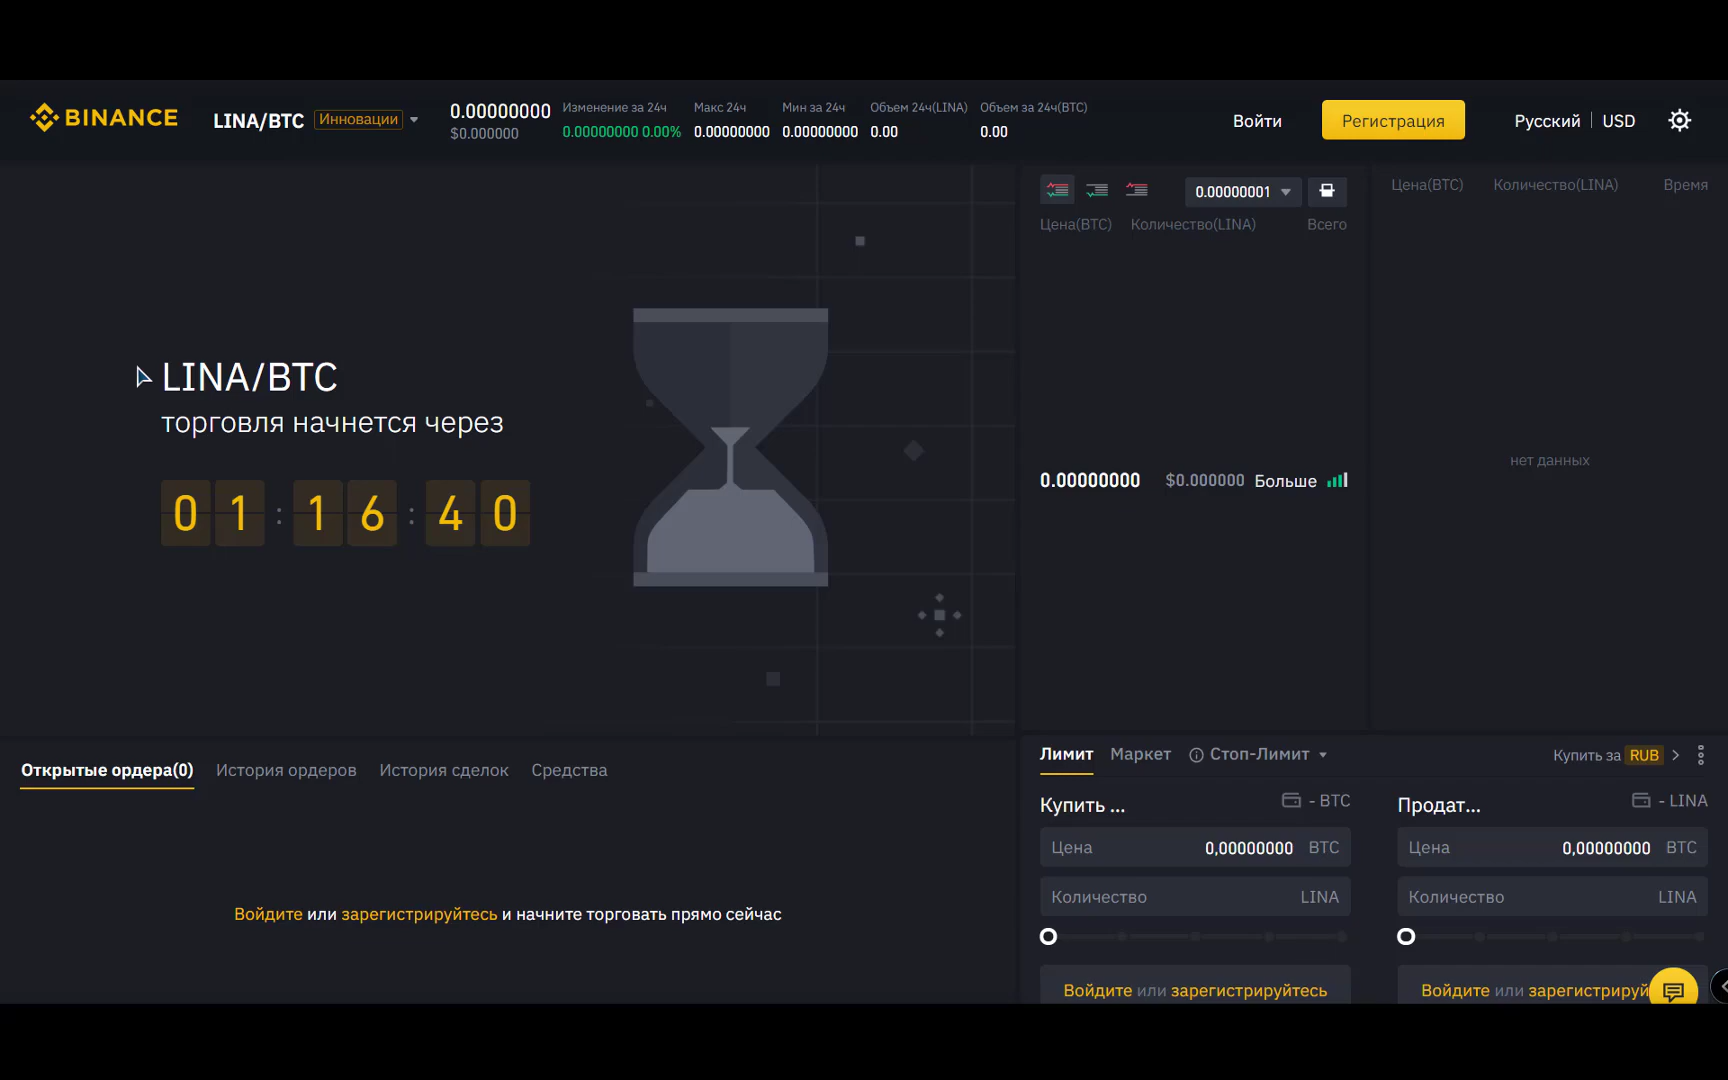 BINANCE
LINA/BTC Инновации
0.00000000
$0.000000
Изменение за 24ч
0.00000000 0.00%
Макс 24ч
0.00000000
Мин за 24ч
0.00000000
Объем 24ч(LINA)
0.00
Объем за 24ч(BTC)
0.00
Войти
Регистрация
Русский
USD
LINA/BTC
торговля начнется через
01:16:40
0.00000001
Цена(BTC) Количество(LINA) Всего
0.00000000 $0.000000 Больше
Цена(BTC) Количество(LINA) Время
нет данных
Открытые ордера(0) История ордеров История сделок Средства
Войдите или зарегистрируйтесь и начните торговать прямо сейчас
Лимит Маркет Стоп-Лимит
Купить за RUB
Купить ... - BTC
Цена 0,00000000 BTC
Количество LINA
Войдите или зарегистрируйтесь
Продат... - LINA
Цена 0,00000000 BTC
Количество LINA
Войдите или зарегистрируй